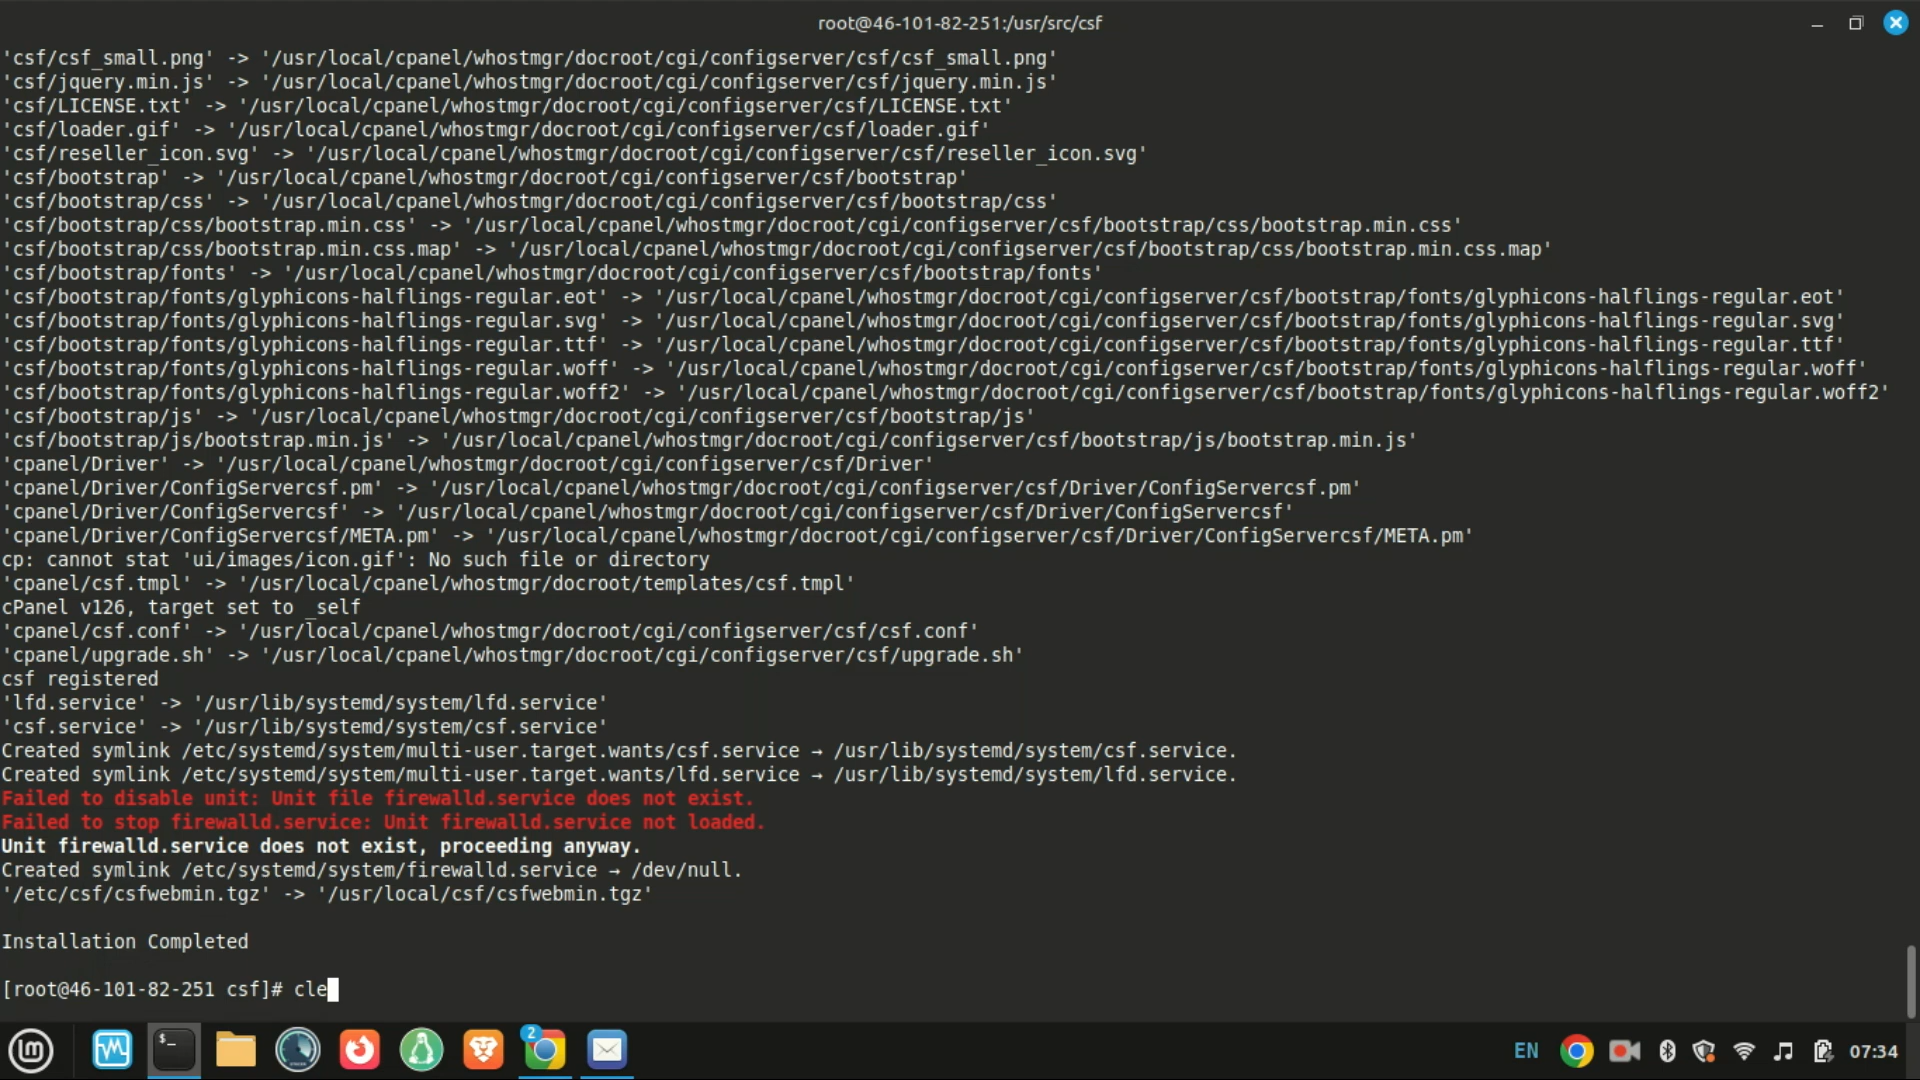 root@46-101-82-251:/usr/src/csf
'csf/csf_small.png' -> '/usr/local/cpanel/whostmgr/docroot/cgi/configserver/csf/csf_small.png'
'csf/jquery.min.js' -> '/usr/local/cpanel/whostmgr/docroot/cgi/configserver/csf/jquery.min.js'
'csf/LICENSE.txt' -> '/usr/local/cpanel/whostmgr/docroot/cgi/configserver/csf/LICENSE.txt'
'csf/loader.gif' -> '/usr/local/cpanel/whostmgr/docroot/cgi/configserver/csf/loader.gif'
'csf/reseller_icon.svg' -> '/usr/local/cpanel/whostmgr/docroot/cgi/configserver/csf/reseller_icon.svg'
'csf/bootstrap' -> '/usr/local/cpanel/whostmgr/docroot/cgi/configserver/csf/bootstrap'
'csf/bootstrap/css' -> '/usr/local/cpanel/whostmgr/docroot/cgi/configserver/csf/bootstrap/css'
'csf/bootstrap/css/bootstrap.min.css' -> '/usr/local/cpanel/whostmgr/docroot/cgi/configserver/csf/bootstrap/css/bootstrap.min.css'
'csf/bootstrap/css/bootstrap.min.css.map' -> '/usr/local/cpanel/whostmgr/docroot/cgi/configserver/csf/bootstrap/css/bootstrap.min.css.map'
'csf/bootstrap/fonts' -> '/usr/local/cpanel/whostmgr/docroot/cgi/configserver/csf/bootstrap/fonts'
'csf/bootstrap/fonts/glyphicons-halflings-regular.eot' -> '/usr/local/cpanel/whostmgr/docroot/cgi/configserver/csf/bootstrap/fonts/glyphicons-halflings-regular.eot'
'csf/bootstrap/fonts/glyphicons-halflings-regular.svg' -> '/usr/local/cpanel/whostmgr/docroot/cgi/configserver/csf/bootstrap/fonts/glyphicons-halflings-regular.svg'
'csf/bootstrap/fonts/glyphicons-halflings-regular.ttf' -> '/usr/local/cpanel/whostmgr/docroot/cgi/configserver/csf/bootstrap/fonts/glyphicons-halflings-regular.ttf'
'csf/bootstrap/fonts/glyphicons-halflings-regular.woff' -> '/usr/local/cpanel/whostmgr/docroot/cgi/configserver/csf/bootstrap/fonts/glyphicons-halflings-regular.woff'
'csf/bootstrap/fonts/glyphicons-halflings-regular.woff2' -> '/usr/local/cpanel/whostmgr/docroot/cgi/configserver/csf/bootstrap/fonts/glyphicons-halflings-regular.woff2'
'csf/bootstrap/js' -> '/usr/local/cpanel/whostmgr/docroot/cgi/configserver/csf/bootstrap/js'
'csf/bootstrap/js/bootstrap.min.js' -> '/usr/local/cpanel/whostmgr/docroot/cgi/configserver/csf/bootstrap/js/bootstrap.min.js'
'cpanel/Driver' -> '/usr/local/cpanel/whostmgr/docroot/cgi/configserver/csf/Driver'
'cpanel/Driver/ConfigServercsf.pm' -> '/usr/local/cpanel/whostmgr/docroot/cgi/configserver/csf/Driver/ConfigServercsf.pm'
'cpanel/Driver/ConfigServercsf' -> '/usr/local/cpanel/whostmgr/docroot/cgi/configserver/csf/Driver/ConfigServercsf'
'cpanel/Driver/ConfigServercsf/META.pm' -> '/usr/local/cpanel/whostmgr/docroot/cgi/configserver/csf/Driver/ConfigServercsf/META.pm'
cp: cannot stat 'ui/images/icon.gif': No such file or directory
'cpanel/csf.tmpl' -> '/usr/local/cpanel/whostmgr/docroot/templates/csf.tmpl'
cPanel v126, target set to _self
'cpanel/csf.conf' -> '/usr/local/cpanel/whostmgr/docroot/cgi/configserver/csf/csf.conf'
'cpanel/upgrade.sh' -> '/usr/local/cpanel/whostmgr/docroot/cgi/configserver/csf/upgrade.sh'
csf registered
'lfd.service' -> '/usr/lib/systemd/system/lfd.service'
'csf.service' -> '/usr/lib/systemd/system/csf.service'
Created symlink /etc/systemd/system/multi-user.target.wants/csf.service → /usr/lib/systemd/system/csf.service.
Created symlink /etc/systemd/system/multi-user.target.wants/lfd.service → /usr/lib/systemd/system/lfd.service.
Failed to disable unit: Unit file firewalld.service does not exist.
Failed to stop firewalld.service: Unit firewalld.service not loaded.
Unit firewalld.service does not exist, proceeding anyway.
Created symlink /etc/systemd/system/firewalld.service → /dev/null.
'/etc/csf/csfwebmin.tgz' -> '/usr/local/csf/csfwebmin.tgz'
Installation Completed
[root@46-101-82-251 csf]# cle
2
EN
07:34